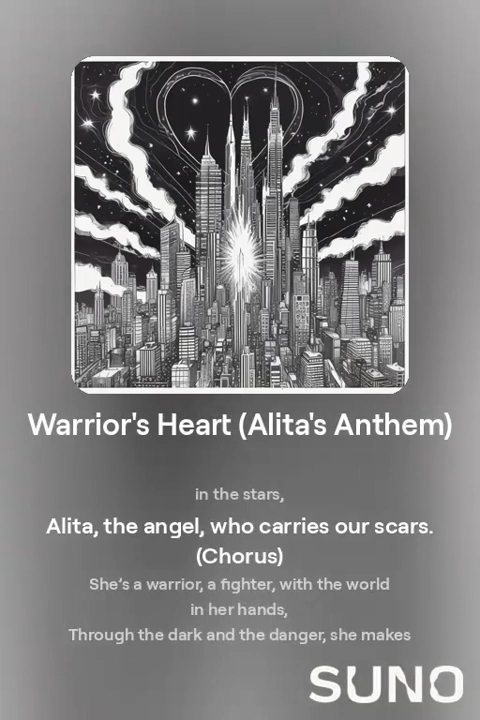 Warrior's Heart (Alita's Anthem)
in the stars,
Alita, the angel, who carries our scars.
(Chorus)
She’s a warrior, a fighter, with the world
in her hands,
Through the dark and the danger, she makes
SUNO